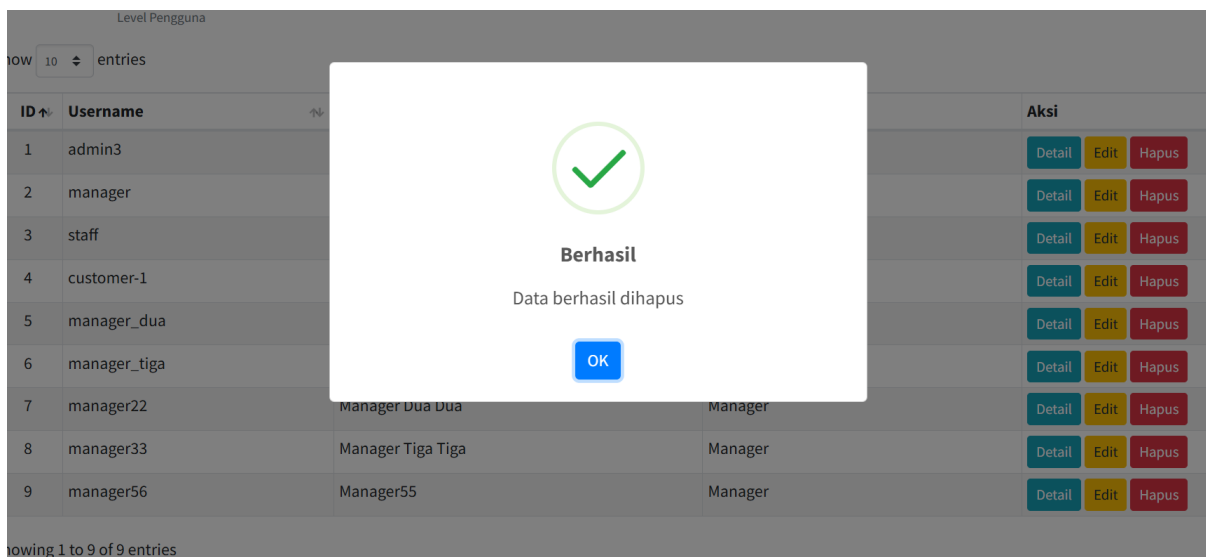 Level Pengguna
how 10 entries
ID Username Aksi
1 admin3 Detail Edit Hapus
2 manager Detail Edit Hapus
3 staff Detail Edit Hapus
4 customer-1 Detail Edit Hapus
5 manager_dua Detail Edit Hapus
6 manager_tiga Detail Edit Hapus
7 manager22 Manager Dua Dua Manager Detail Edit Hapus
8 manager33 Manager Tiga Tiga Manager Detail Edit Hapus
9 manager56 Manager55 Manager Detail Edit Hapus
howing 1 to 9 of 9 entries
Berhasil
Data berhasil dihapus
OK